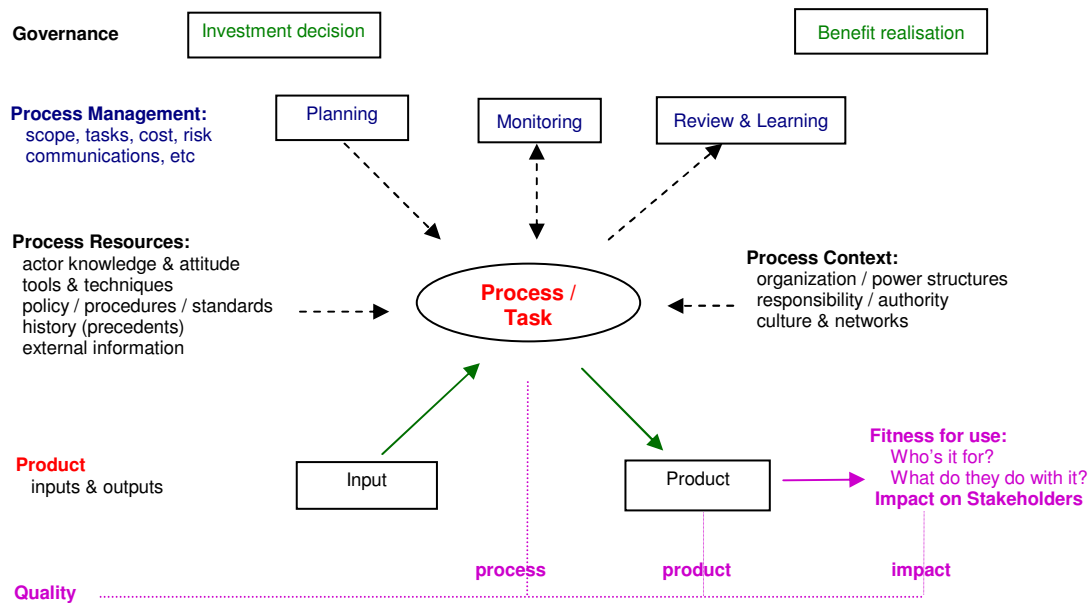 Governance
Investment decision
Benefit realisation
Process Management:
scope, tasks, cost, risk
communications, etc
Planning
Monitoring
Review & Learning
Process Resources:
actor knowledge & attitude
tools & techniques
policy / procedures / standards
history (precedents)
external information
Process /
Task
Process Context:
organization / power structures
responsibility / authority
culture & networks
Product
inputs & outputs
Input
Product
Fitness for use:
Who's it for?
What do they do with it?
Impact on Stakeholders
process
product
impact
Quality